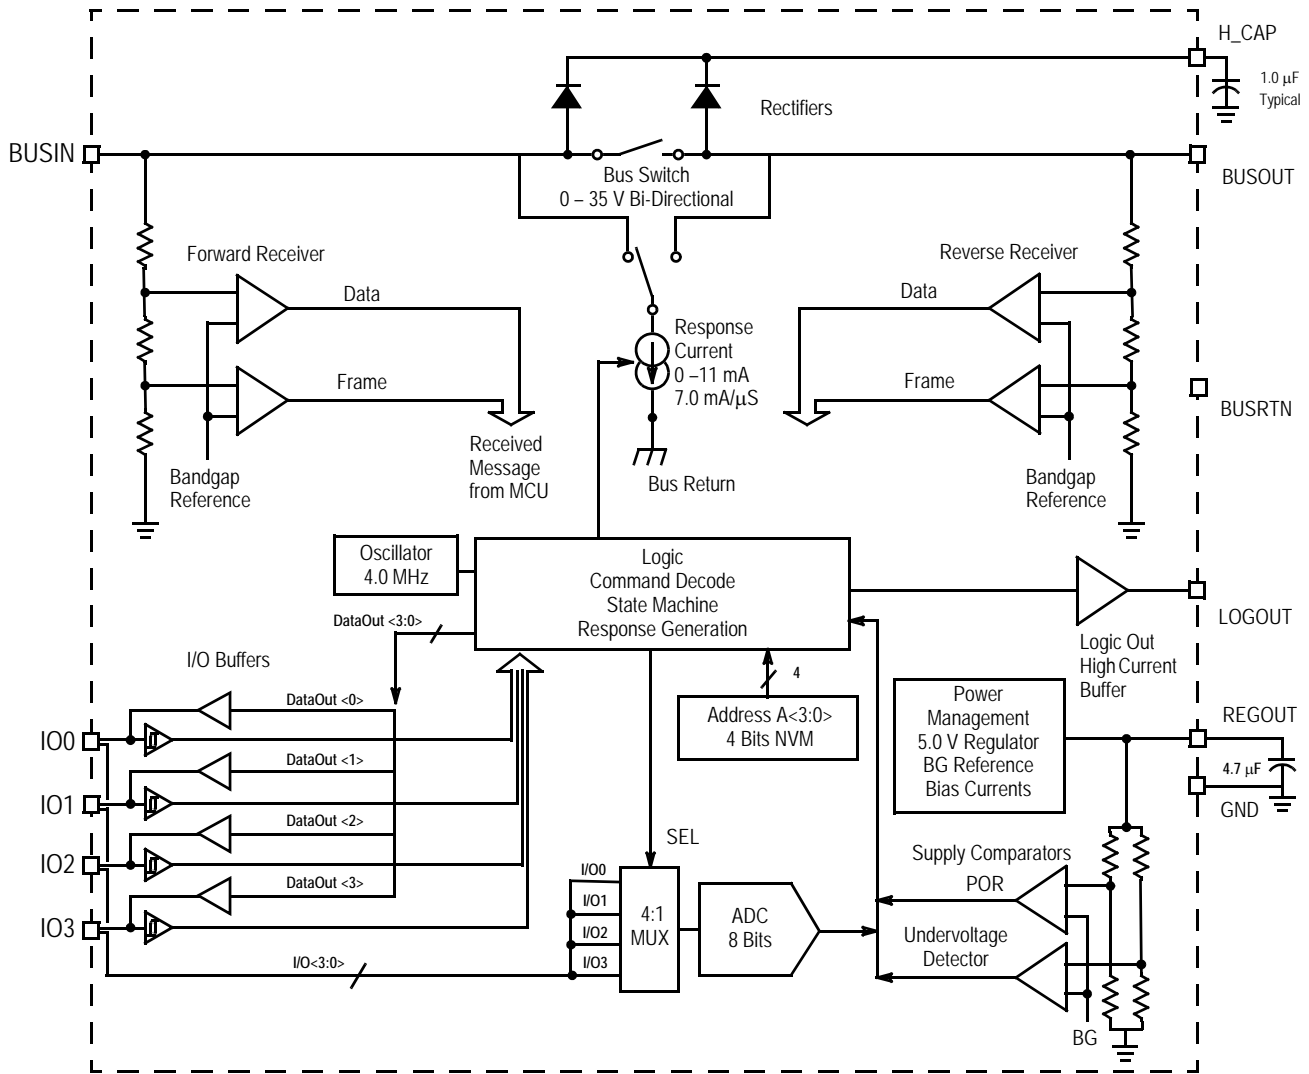 H_CAP
1.0 μF
Typical
Rectifiers
BUSIN
Bus Switch
0 – 35 V Bi-Directional
BUSOUT
Forward Receiver
Reverse Receiver
Data
Data
Response
Current
0 –11 mA
7.0 mA/μS
Frame
Frame
BUSRTN
Received
Message
from MCU
Bandgap
Reference
Bus Return
Bandgap
Reference
Oscillator
4.0 MHz
Logic
Command Decode
State Machine
Response Generation
DataOut <3:0>
LOGOUT
Logic Out
High Current
Buffer
I/O Buffers
4
Address A<3:0>
4 Bits NVM
Power
Management
5.0 V Regulator
BG Reference
Bias Currents
REGOUT
4.7 μF
GND
DataOut <0>
IO0
DataOut <1>
IO1
DataOut <2>
IO2
DataOut <3>
IO3
I/O<3:0>
SEL
I/O0
I/O1
I/O2
I/O3
4:1
MUX
ADC
8 Bits
Supply Comparators
POR
Undervoltage
Detector
BG